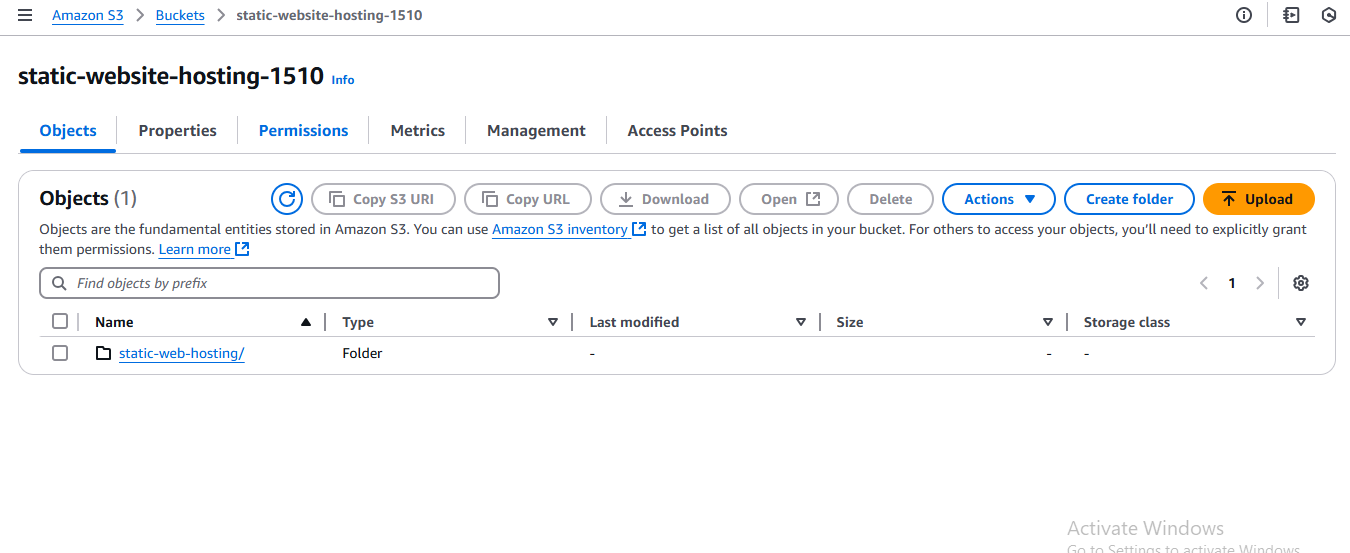 Amazon S3 > Buckets > static-website-hosting-1510
static-website-hosting-1510 Info
Objects Properties Permissions Metrics Management Access Points
Objects (1) Copy S3 URI Copy URL Download Open Delete Actions Create folder Upload
Objects are the fundamental entities stored in Amazon S3. You can use Amazon S3 inventory to get a list of all objects in your bucket. For others to access your objects, you'll need to explicitly grant
them permissions. Learn more
Find objects by prefix 1
Name Type Last modified Size Storage class
static-web-hosting/ Folder - - -
Activate Windows
Go to Settings to activate Windows.